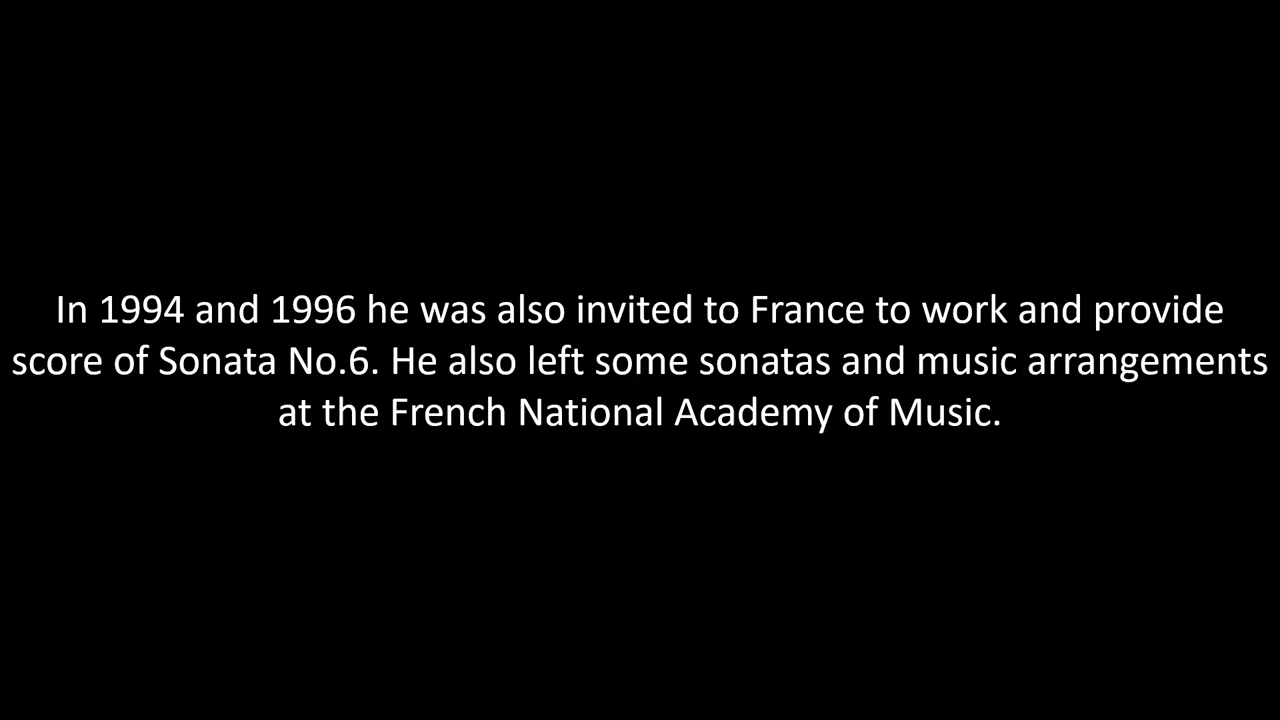 In 1994 and 1996 he was also invited to France to work and provide
score of Sonata No.6. He also left some sonatas and music arrangements
at the French National Academy of Music.